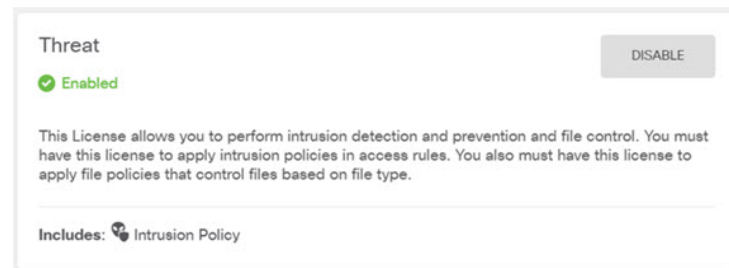 Threat
DISABLE
Enabled
This License allows you to perform intrusion detection and prevention and file control. You must
have this license to apply intrusion policies in access rules. You also must have this license to
apply file policies that control files based on file type.
Includes: Intrusion Policy